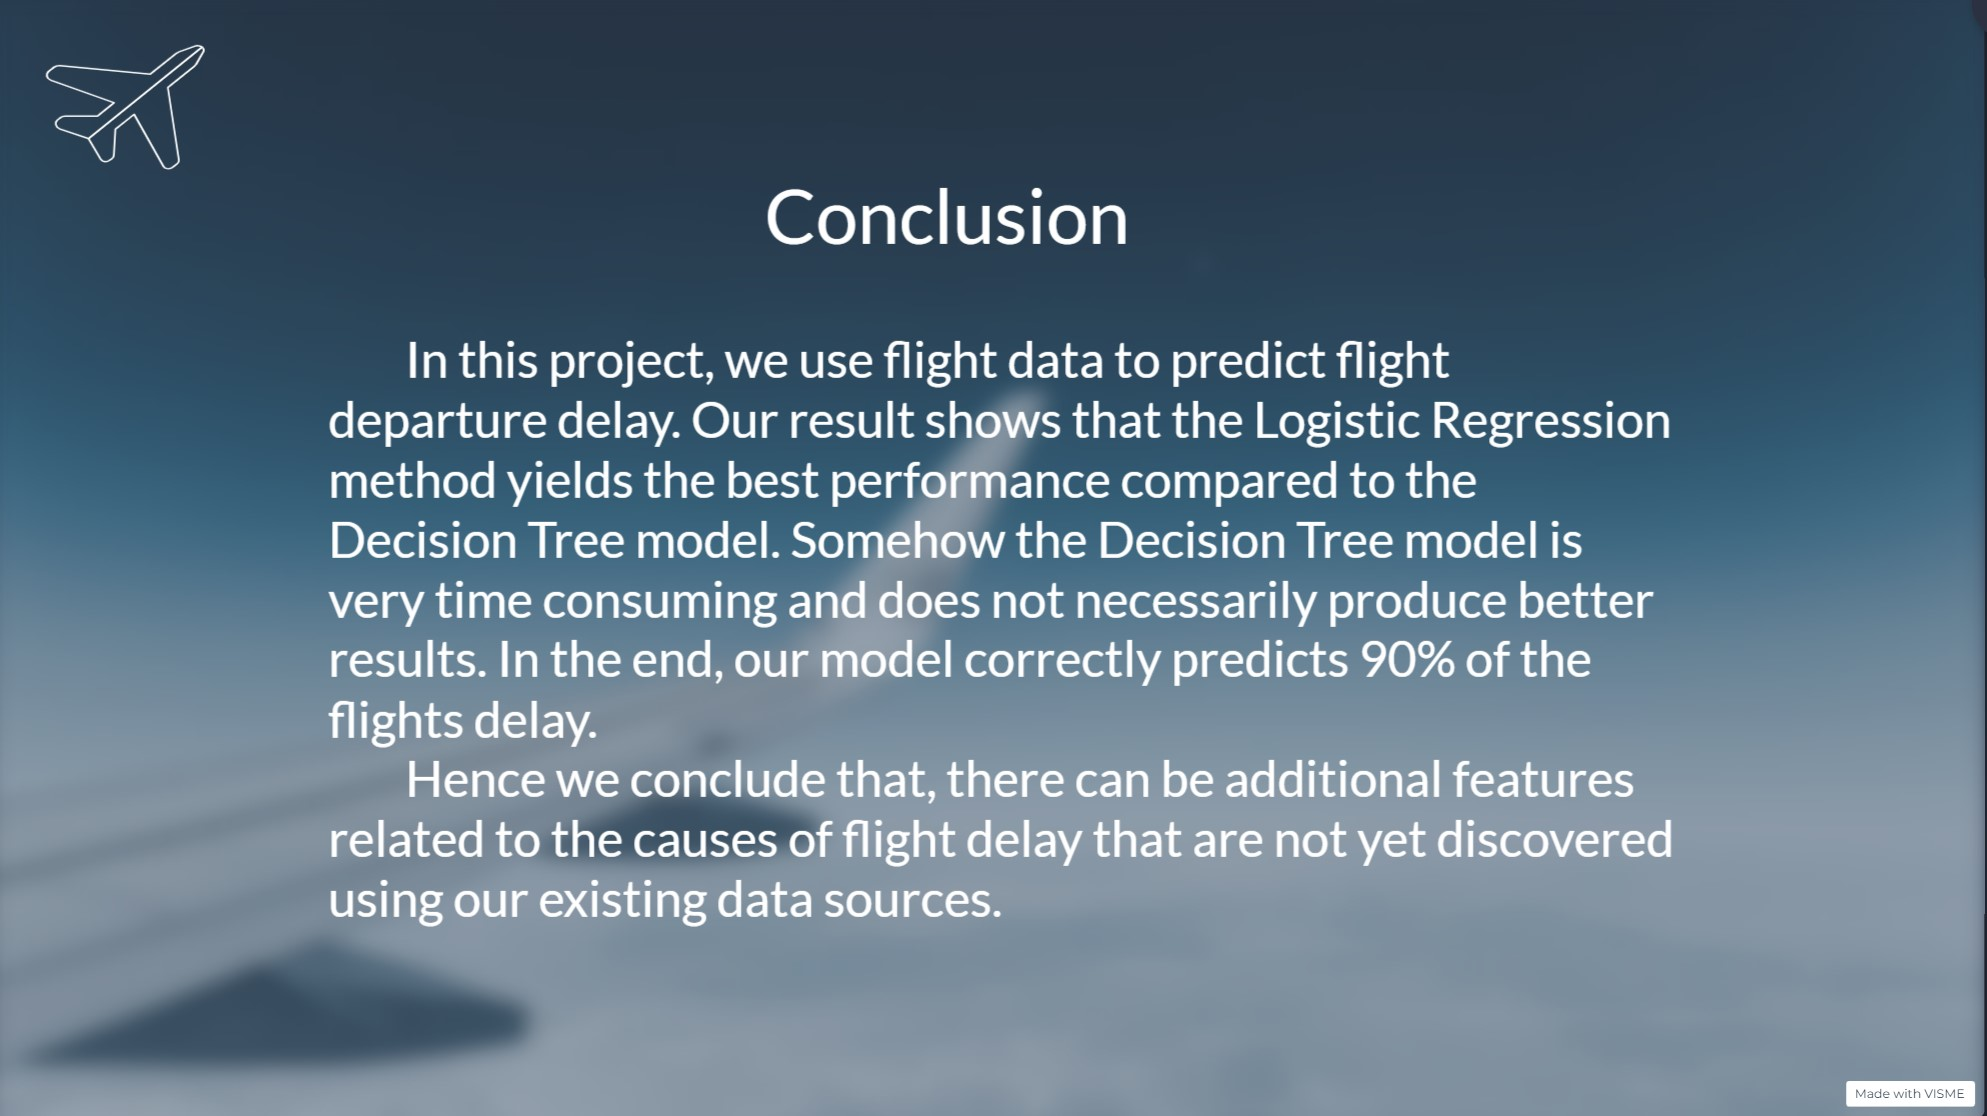 Conclusion
In this project, we use flight data to predict flight
departure delay. Our result shows that the Logistic Regression
method yields the best performance compared to the
Decision Tree model. Somehow the Decision Tree model is
very time consuming and does not necessarily produce better
results. In the end, our model correctly predicts 90% of the
flights delay.
Hence we conclude that, there can be additional features
related to the causes of flight delay that are not yet discovered
using our existing data sources.
Made with VISME